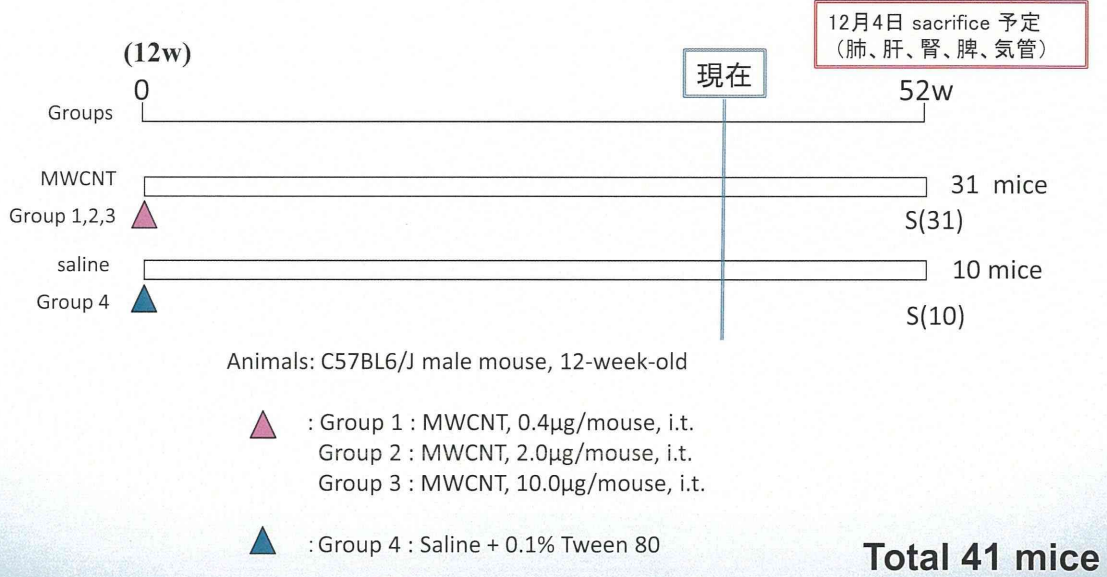 12月4日 sacrifice 予定
（肺、肝、腎、脾、気管）
(12w)
現在
0
52w
Groups
MWCNT
31 mice
Group 1,2,3
S(31)
saline
10 mice
Group 4
S(10)
Animals: C57BL6/J male mouse, 12-week-old
: Group 1 : MWCNT, 0.4μg/mouse, i.t.
Group 2 : MWCNT, 2.0μg/mouse, i.t.
Group 3 : MWCNT, 10.0μg/mouse, i.t.
: Group 4 : Saline + 0.1% Tween 80
Total 41 mice